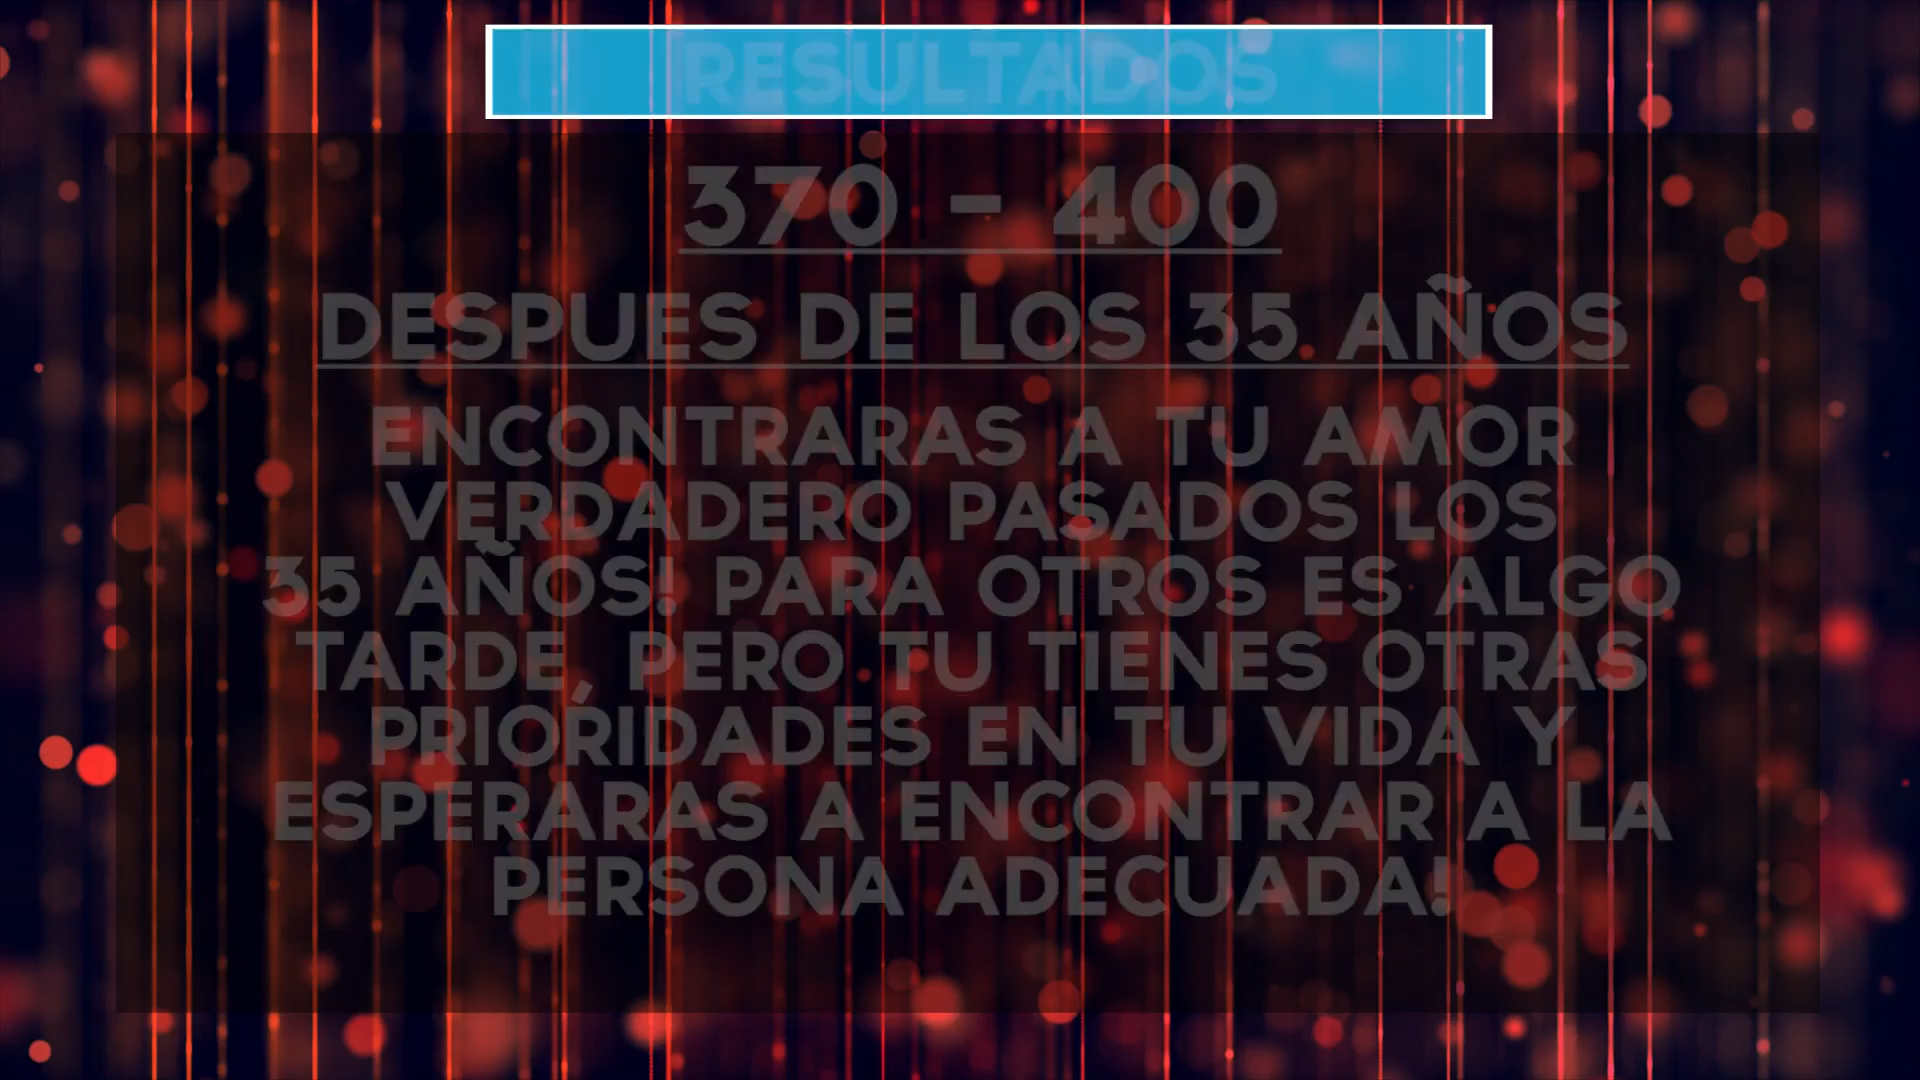 RESULTADOS
370 - 400
DESPUES DE LOS 35 AÑOS
ENCONTRARAS A TU AMOR
VERDADERO PASADOS LOS
35 AÑOS! PARA OTROS ES ALGO
TARDE, PERO TU TIENES OTRAS
PRIORIDADES EN TU VIDA Y
ESPERÁRAS A ENCONTRAR A LA
PERSONA ADECUADA!